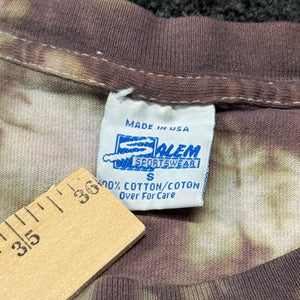 MADE IN USA
SALEM
SPORTSWEAR
S
100% COTTON/COTON
Over For Care
35
36